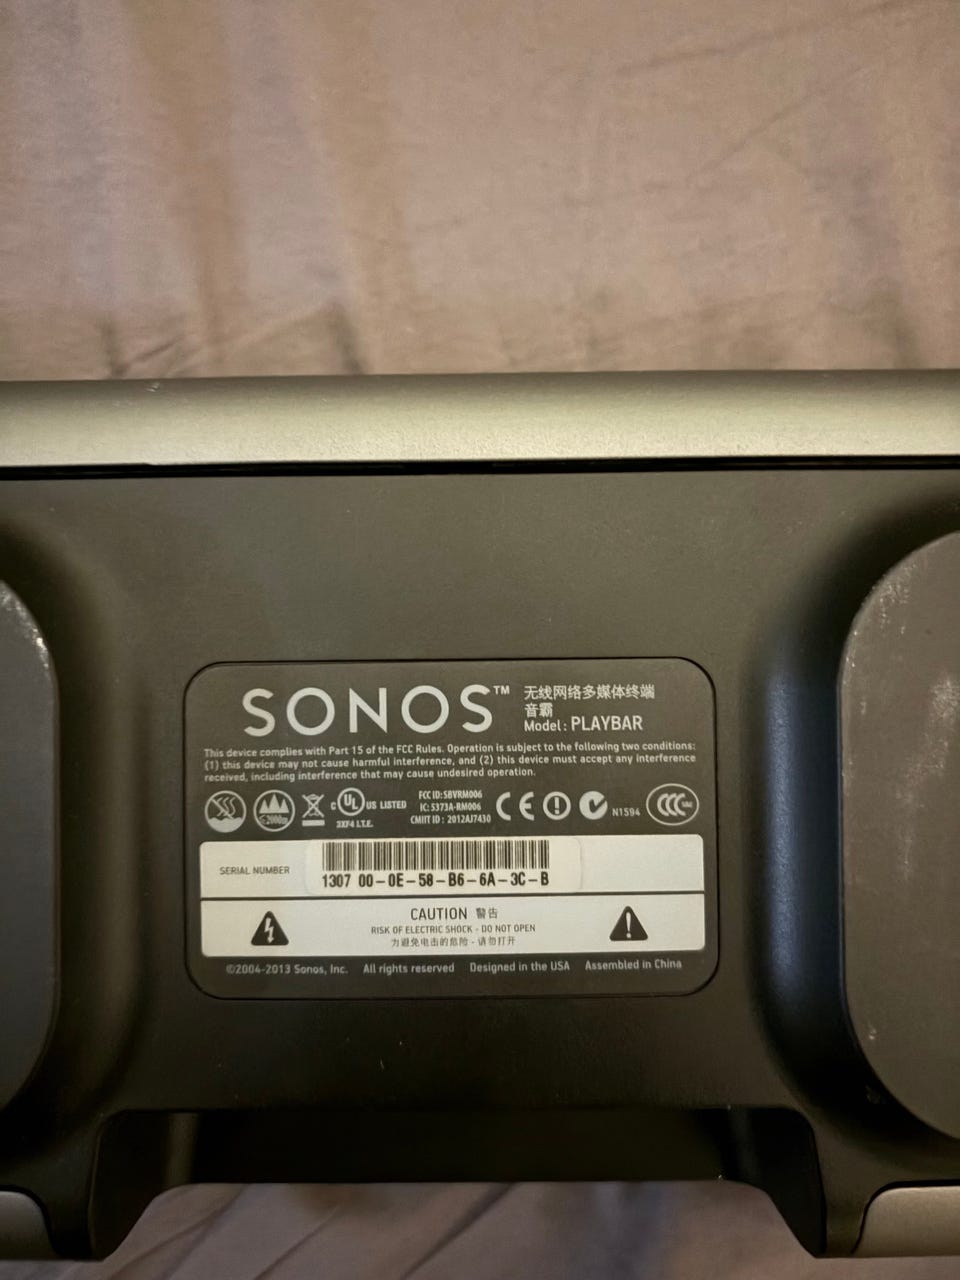 SONOS™
无线网络多媒体终端
音霸
Model: PLAYBAR
This device complies with Part 15 of the FCC Rules. Operation is subject to the following two conditions:
(1) this device may not cause harmful interference, and (2) this device must accept any interference
received, including interference that may cause undesired operation.
≤2000m
c UL US LISTED
3XF4 I.T.E.
FCC ID: SBVRM006
IC: 5373A-RM006
CMIIT ID: 2012AJ7430
CE
N1594
CCC
SERIAL NUMBER
1307 00-0E-58-B6-6A-3C-B
CAUTION 警告
RISK OF ELECTRIC SHOCK - DO NOT OPEN
为避免电击的危险 - 请勿打开
©2004-2013 Sonos, Inc. All rights reserved Designed in the USA Assembled in China